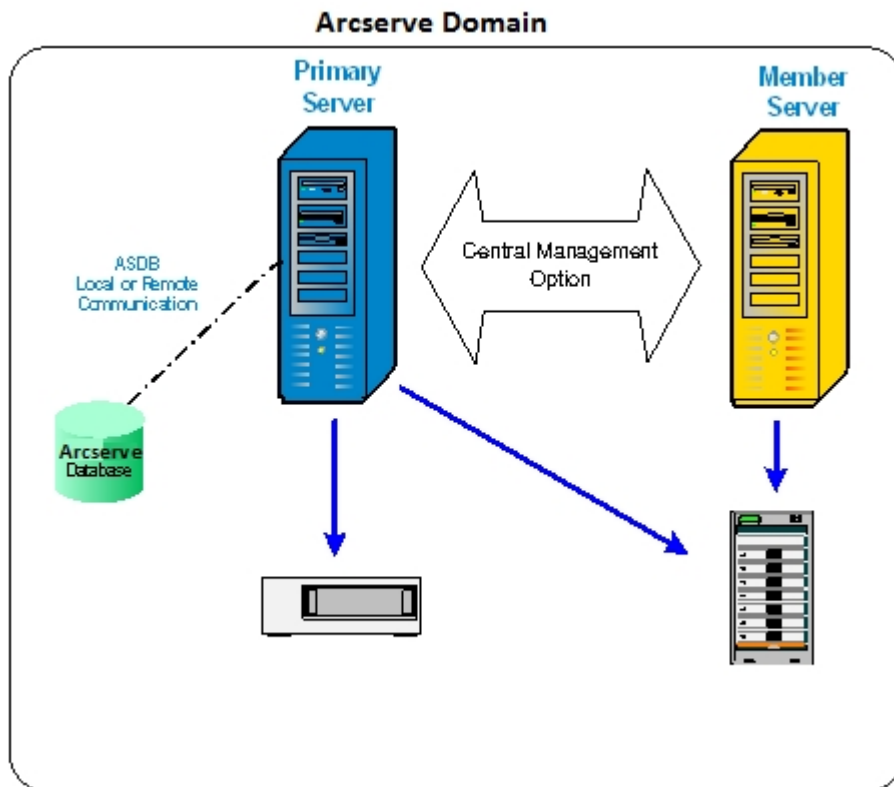 Arcserve Domain
Primary
Server
Member
Server
Central Management
Option
ASDB
Local or Remote
Communication
Arcserve
Database